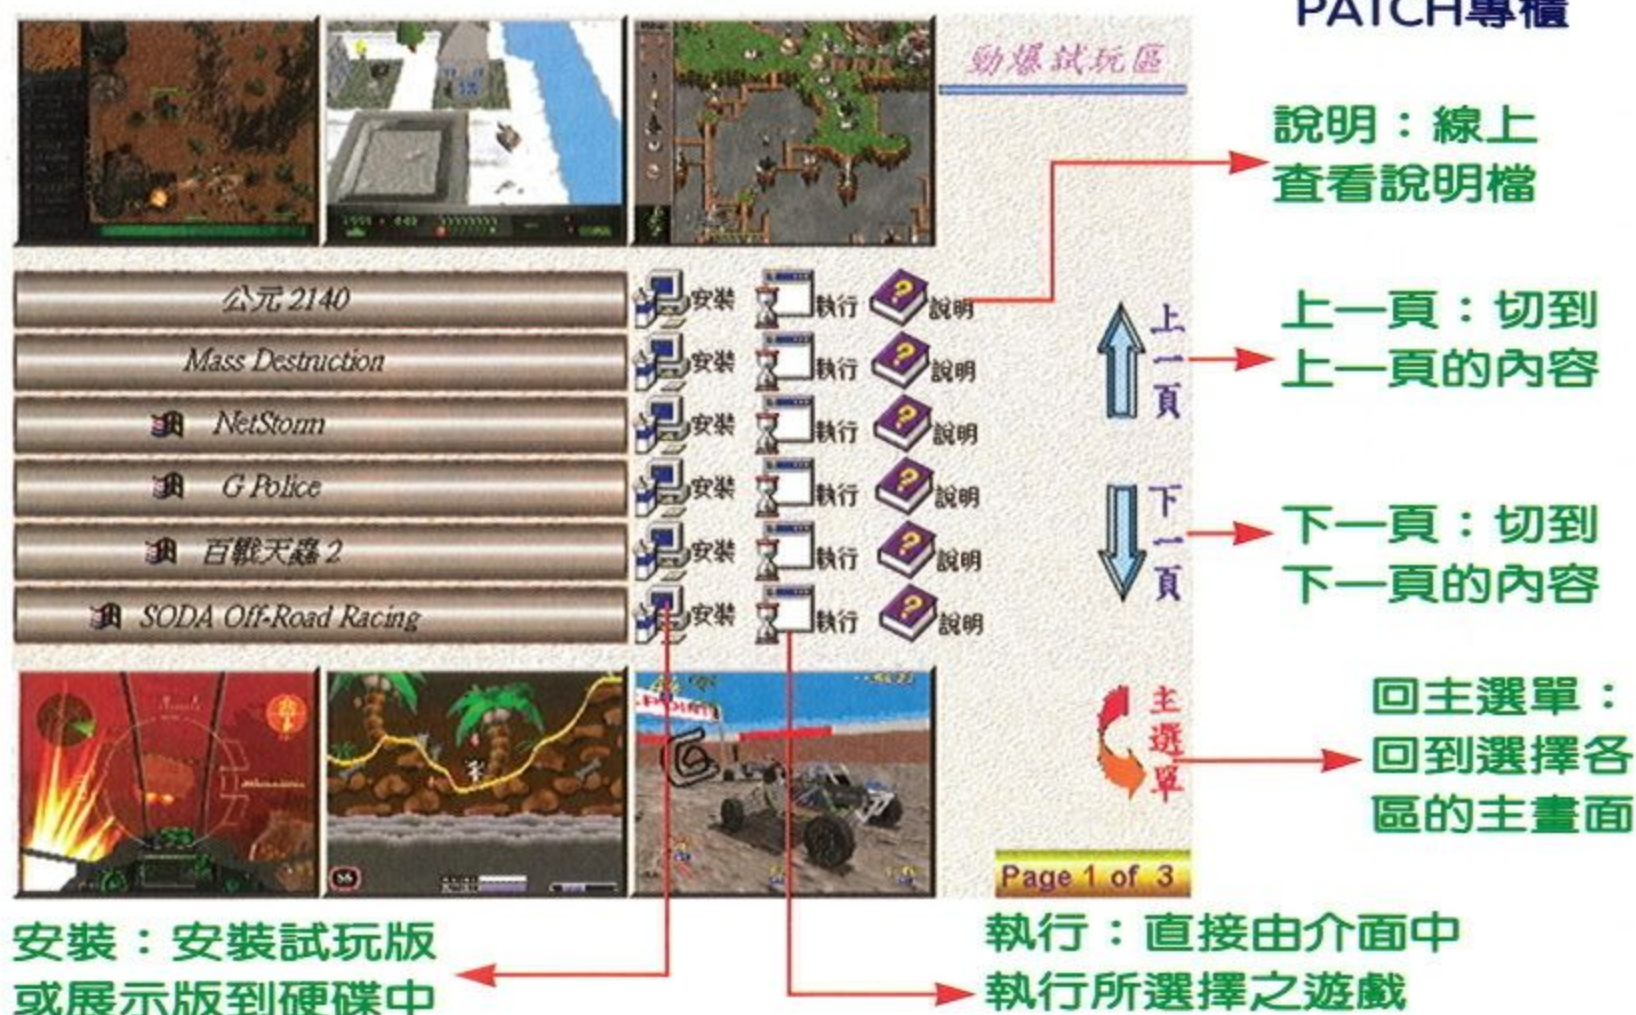 PATCH專櫃
勁爆試玩區
說明：線上
查看說明檔
公元 2140 安裝 執行 說明
Mass Destruction 安裝 執行 說明
NetStorm 安裝 執行 說明
G Police 安裝 執行 說明
百戰天蟲 2 安裝 執行 說明
SODA Off-Road Racing 安裝 執行 說明
上一頁
上一頁：切到
上一頁的內容
下一頁
下一頁：切到
下一頁的內容
主選單
回主選單：
回到選擇各
區的主畫面
Page 1 of 3
安裝：安裝試玩版
或展示版到硬碟中
執行：直接由介面中
執行所選擇之遊戲